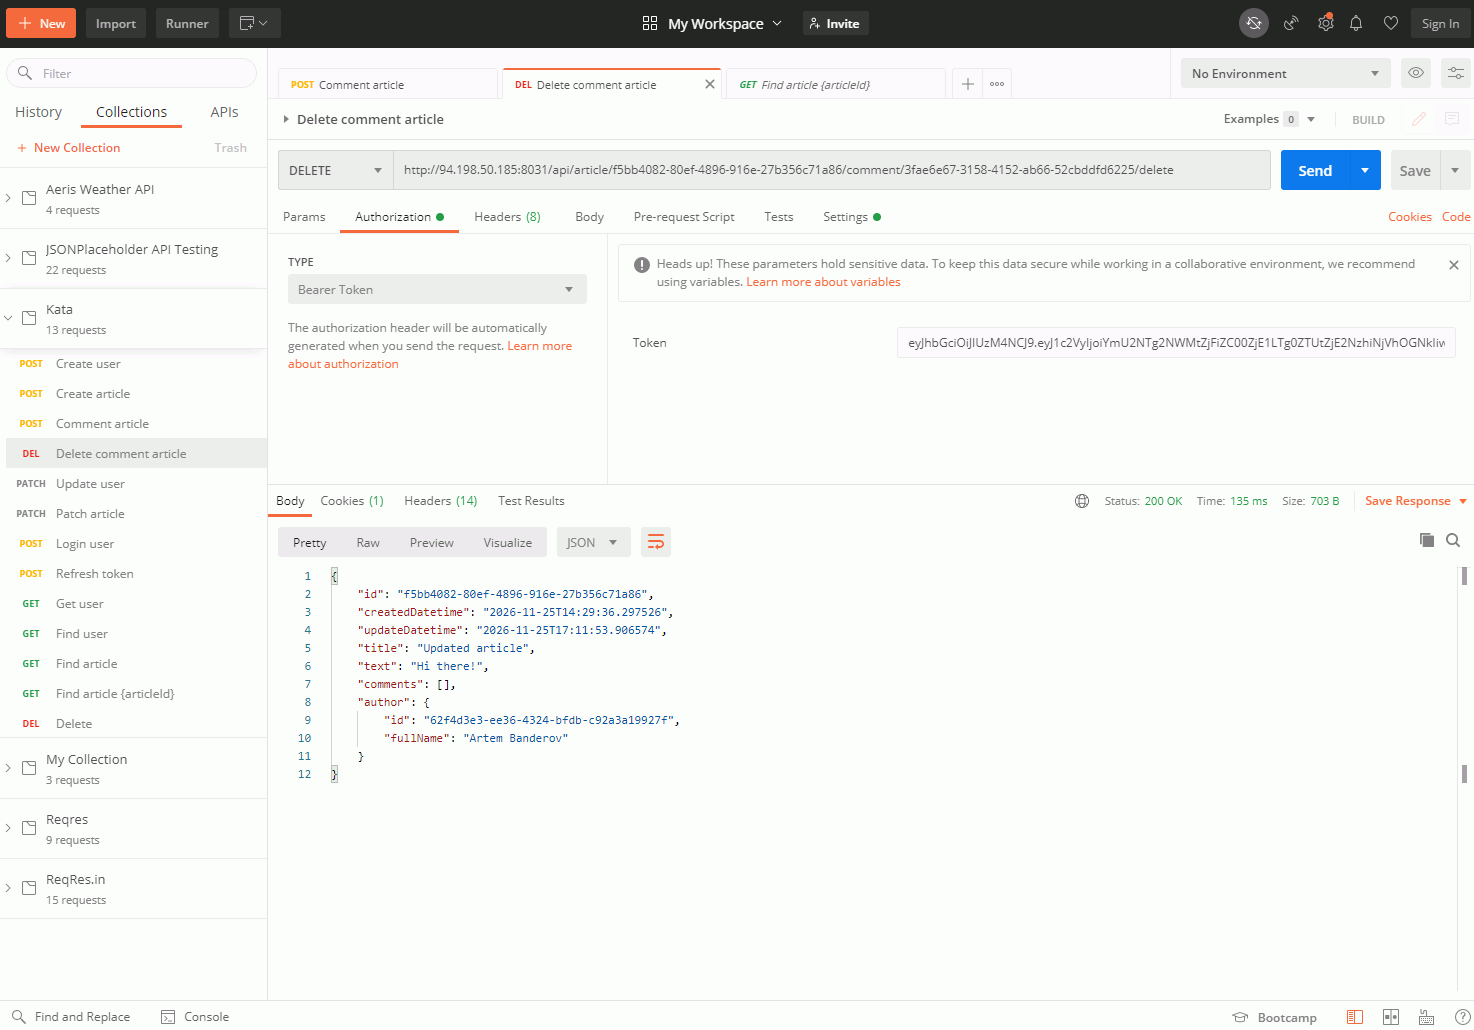 New
Import
Runner
My Workspace
Invite
Sign In
Filter
History
Collections
APIs
New Collection
Trash
Aeris Weather API
4 requests
JSONPlaceholder API Testing
22 requests
Kata
13 requests
POST Create user
POST Create article
POST Comment article
DEL Delete comment article
PATCH Update user
PATCH Patch article
POST Login user
POST Refresh token
GET Get user
GET Find user
GET Find article
GET Find article {articleId}
DEL Delete
My Collection
3 requests
Reqres
9 requests
ReqRes.in
15 requests
POST Comment article
DEL Delete comment article
GET Find article {articleId}
No Environment
Delete comment article
Examples 0
BUILD
DELETE
http://94.198.50.185:8031/api/article/f5bb4082-80ef-4896-916e-27b356c71a86/comment/3fae6e67-3158-4152-ab66-52cbddfd6225/delete
Send
Save
Params
Authorization
Headers (8)
Body
Pre-request Script
Tests
Settings
Cookies
Code
TYPE
Bearer Token
The authorization header will be automatically
generated when you send the request. Learn more
about authorization
Heads up! These parameters hold sensitive data. To keep this data secure while working in a collaborative environment, we recommend
using variables. Learn more about variables
Token
Body
Cookies (1)
Headers (14)
Test Results
Status: 200 OK
Time: 135 ms
Size: 703 B
Save Response
Pretty
Raw
Preview
Visualize
JSON
1 {
2 "id": "f5bb4082-80ef-4896-916e-27b356c71a86",
3 "createdDatetime": "2026-11-25T14:29:36.297526",
4 "updateDatetime": "2026-11-25T17:11:53.906574",
5 "title": "Updated article",
6 "text": "Hi there!",
7 "comments": [],
8 "author": {
9 "id": "62f4d3e3-ee36-4324-bfdb-c92a3a19927f",
10 "fullName": "Artem Banderov"
11 }
12 }
Find and Replace
Console
Bootcamp